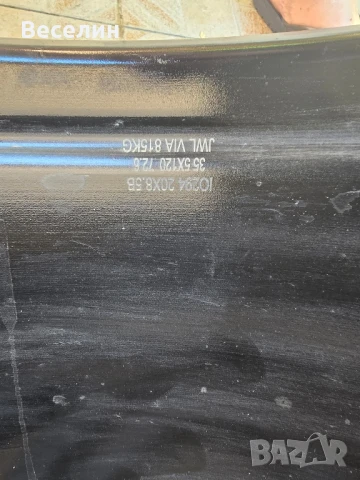 Веселин
IO294 20X8.5B
35 5X120 72.6
JWL VIA 815KG
BAZAR